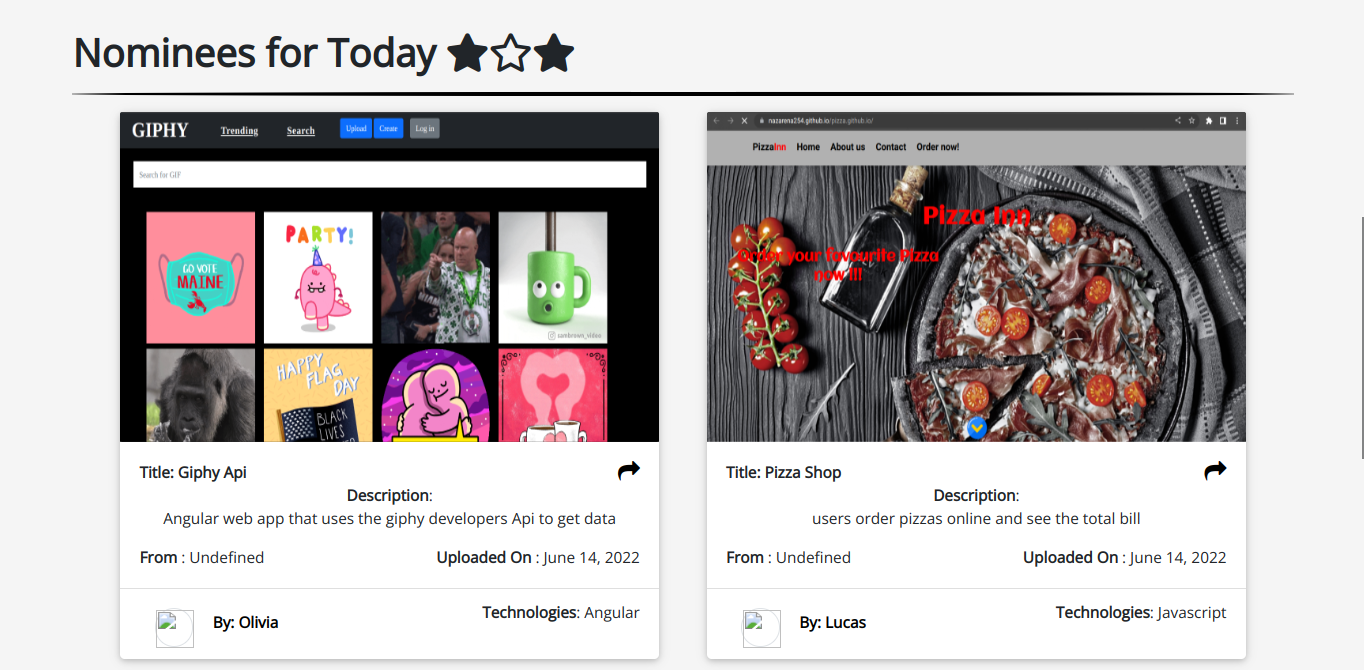 Nominees for Today
GIPHY Trending Search Upload Create Log in
Search for GIF
GO VOTE
MAINE
PARTY!
sambrown_video
HAPPY
FLAG
DAY
BLACK
LIVES
Title: Giphy Api
Description:
Angular web app that uses the giphy developers Api to get data
From : Undefined Uploaded On : June 14, 2022
By: Olivia Technologies: Angular
nazarena254.github.io/pizza.github.io/
PizzaInn Home About us Contact Order now!
Pizza Inn
Order your favourite Pizza
now !!!
Title: Pizza Shop
Description:
users order pizzas online and see the total bill
From : Undefined Uploaded On : June 14, 2022
By: Lucas Technologies: Javascript